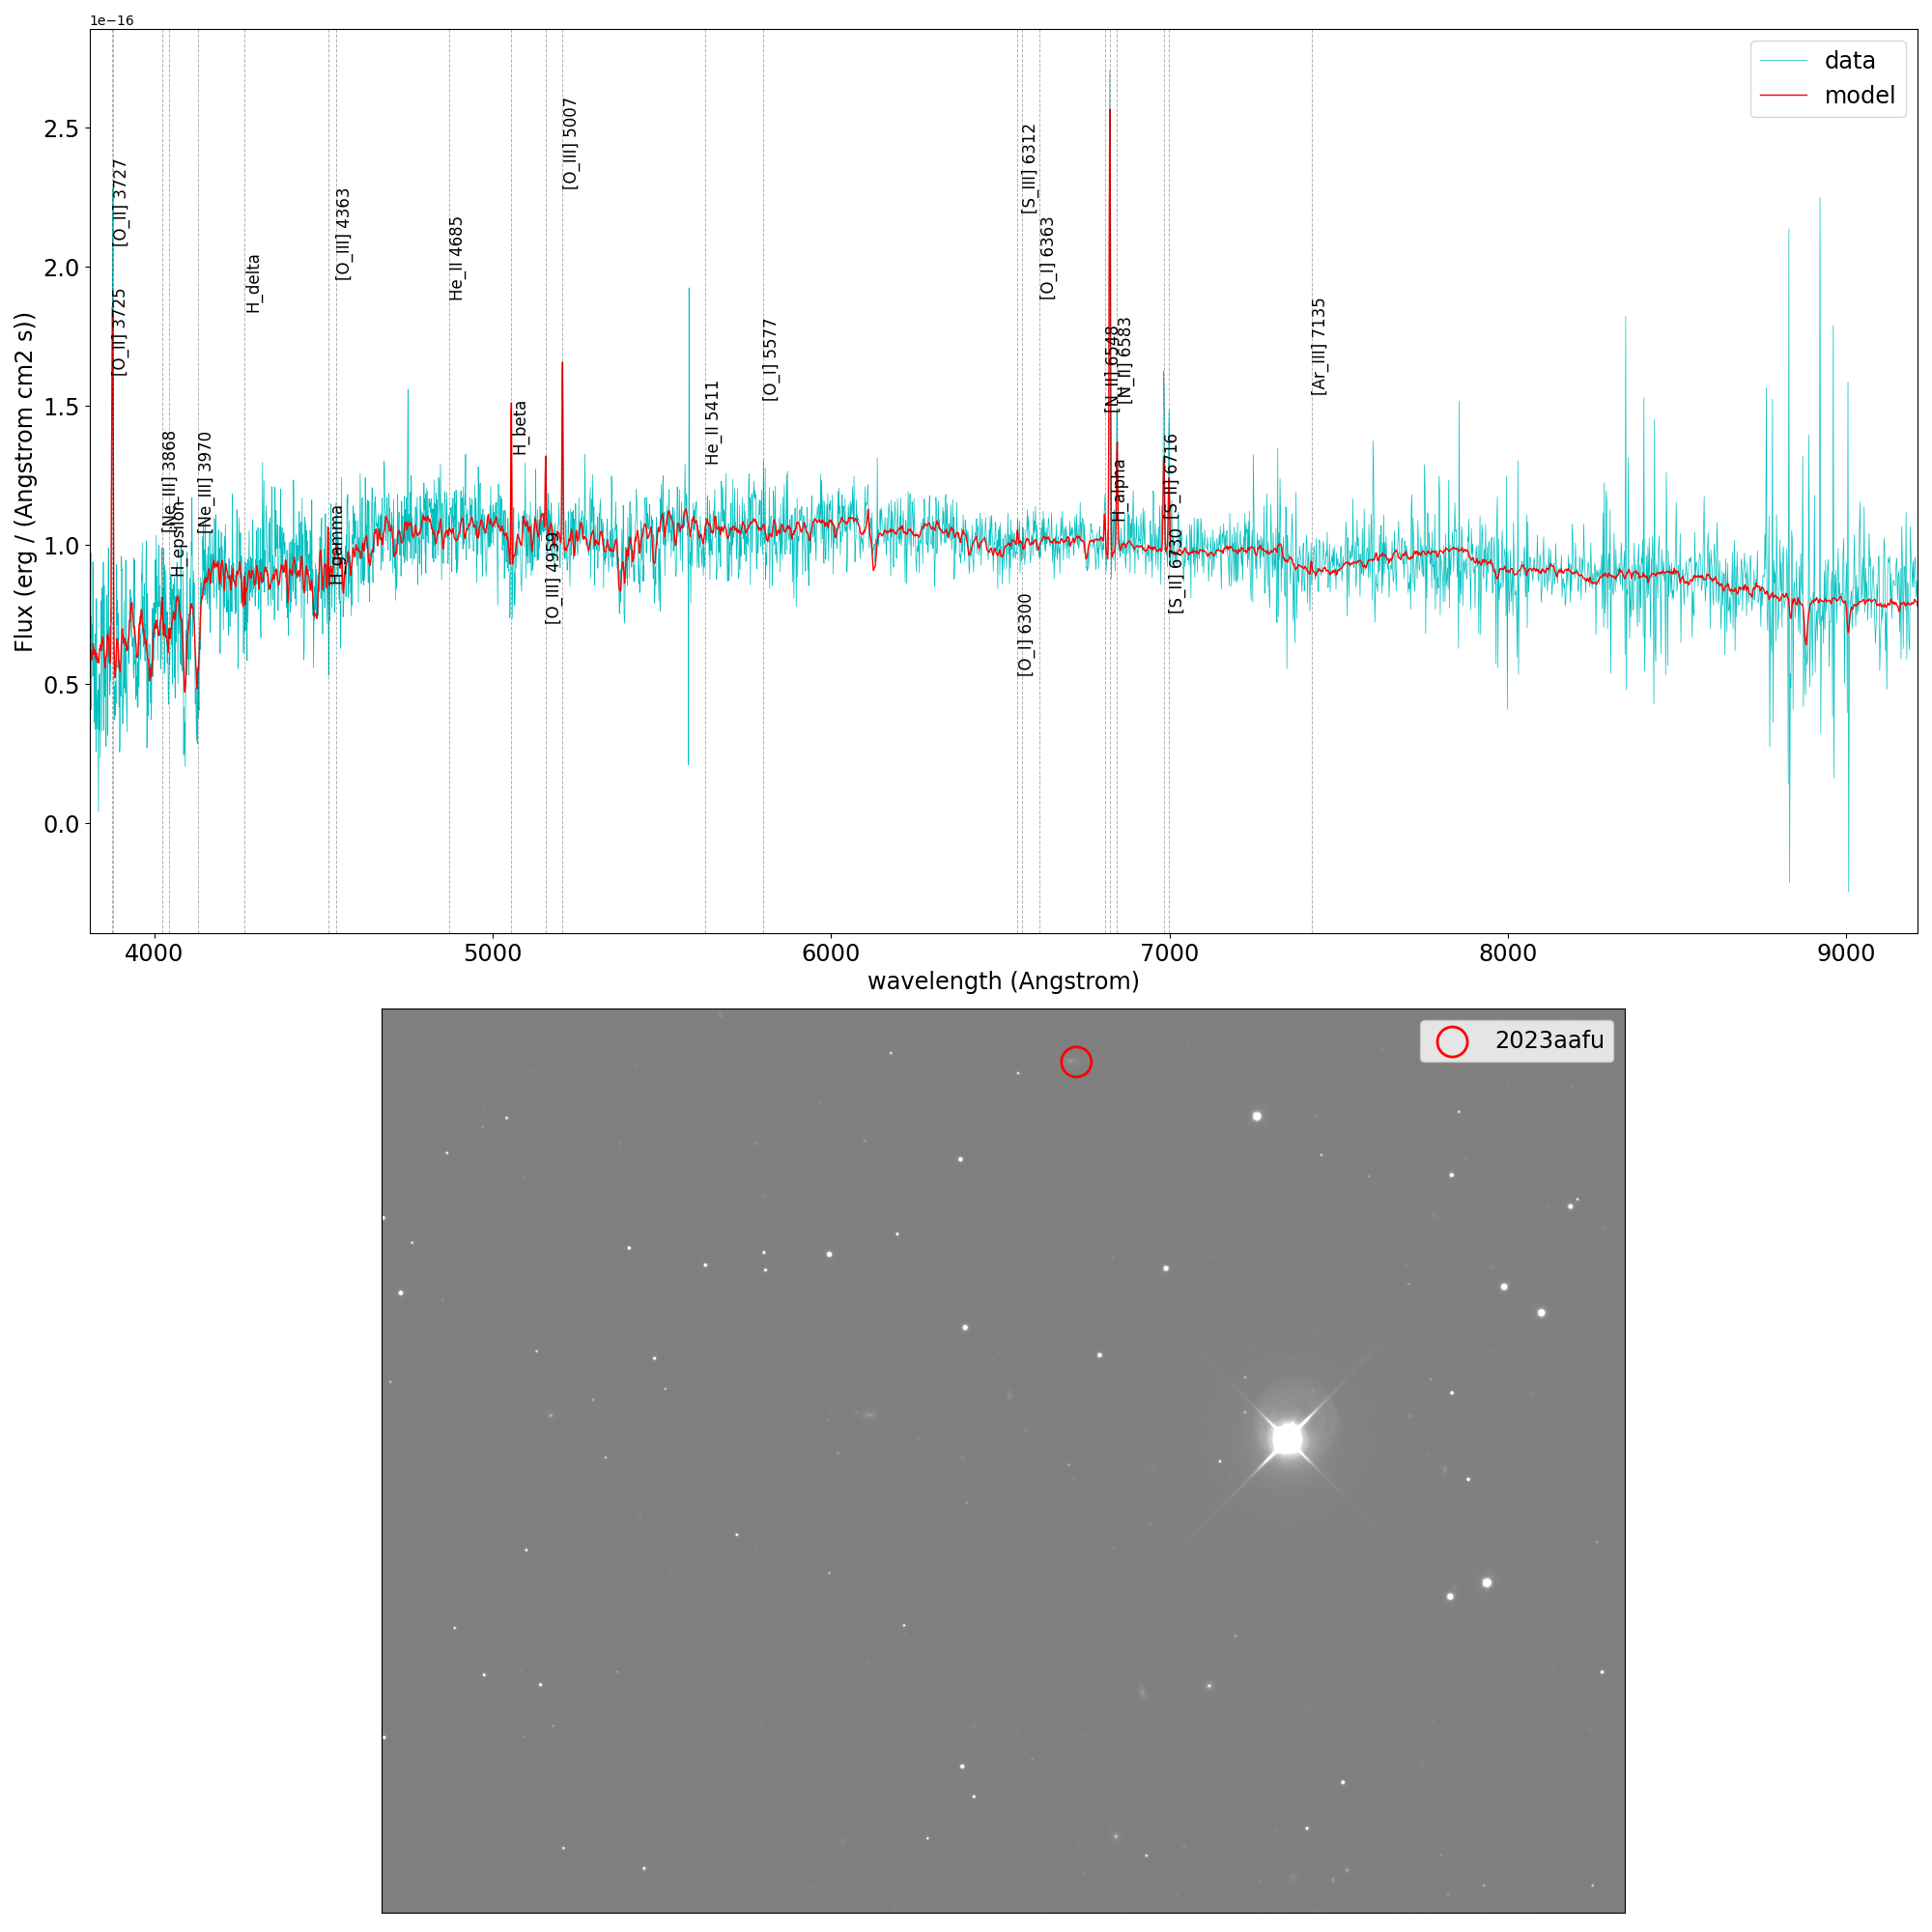 1e−16
data
model
[O_II] 3727
[O_II] 3725
[Ne_III] 3868
H_epsilon
[Ne_III] 3970
H_delta
H_gamma
[O_III] 4363
He_II 4685
H_beta
[O_III] 4959
[O_III] 5007
He_II 5411
[O_I] 5577
[O_I] 6300
[S_III] 6312
[O_I] 6363
[N_II] 6548
H_alpha
[N_II] 6583
[S_II] 6716
[S_II] 6730
[Ar_III] 7135
Flux (erg / (Angstrom cm2 s))
2.5
2.0
1.5
1.0
0.5
0.0
4000 5000 6000 7000 8000 9000
wavelength (Angstrom)
2023aafu